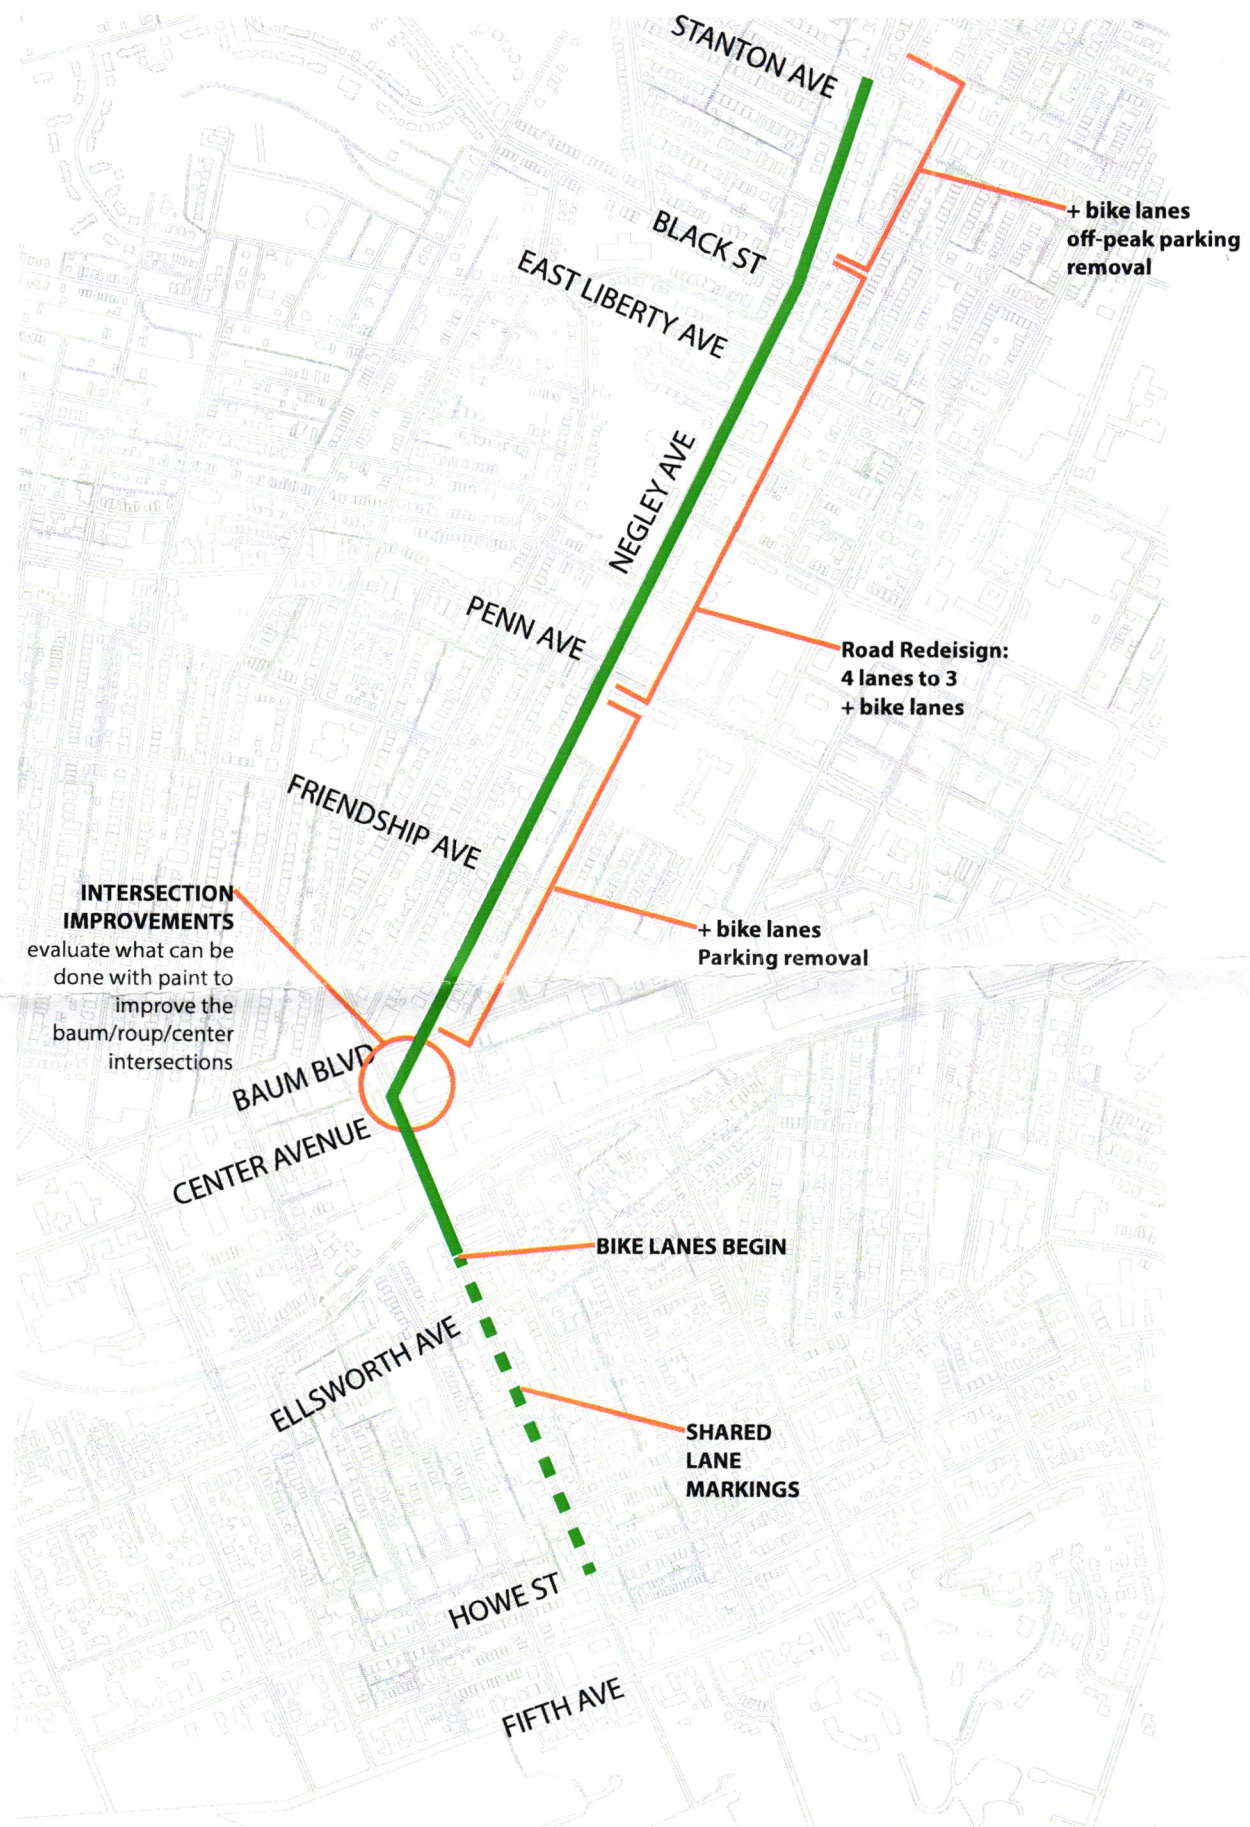 STANTON AVE
+ bike lanes
off-peak parking
removal
BLACK ST
EAST LIBERTY AVE
NEGLEY AVE
PENN AVE
Road Redeisign:
4 lanes to 3
+ bike lanes
FRIENDSHIP AVE
INTERSECTION
IMPROVEMENTS
evaluate what can be
done with paint to
improve the
baum/roup/center
intersections
+ bike lanes
Parking removal
BAUM BLVD
CENTER AVENUE
BIKE LANES BEGIN
ELLSWORTH AVE
SHARED
LANE
MARKINGS
HOWE ST
FIFTH AVE